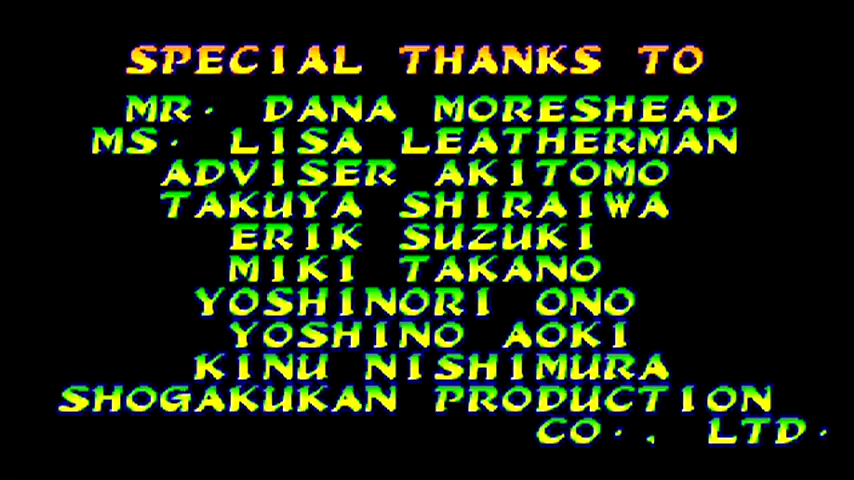 SPECIAL THANKS TO
MR. DANA MORESHEAD
MS. LISA LEATHERMAN
ADVISER AKITOMO
TAKUYA SHIRAIWA
ERIK SUZUKI
MIKI TAKANO
YOSHINORI ONO
YOSHINO AOKI
KINU NISHIMURA
SHOGAKUKAN PRODUCTION
CO., LTD.